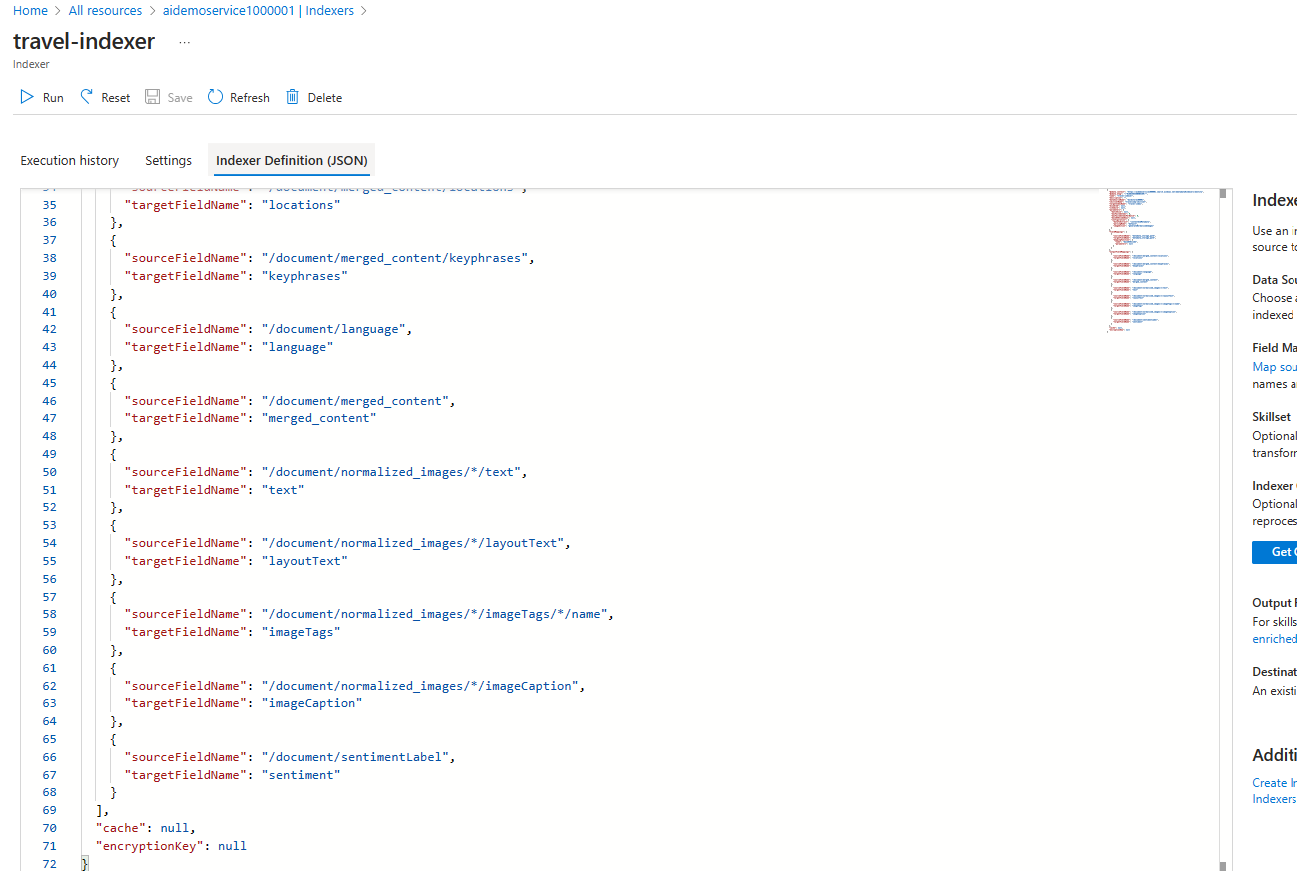 Home > All resources > aidemoservice1000001 | Indexers >
travel-indexer ...
Indexer
Run Reset Save Refresh Delete
Execution history Settings Indexer Definition (JSON)
"sourceFieldName": "/document/merged_content/locations",
35 "targetFieldName": "locations"
36 },
37 {
38 "sourceFieldName": "/document/merged_content/keyphrases",
39 "targetFieldName": "keyphrases"
40 },
41 {
42 "sourceFieldName": "/document/language",
43 "targetFieldName": "language"
44 },
45 {
46 "sourceFieldName": "/document/merged_content",
47 "targetFieldName": "merged_content"
48 },
49 {
50 "sourceFieldName": "/document/normalized_images/*/text",
51 "targetFieldName": "text"
52 },
53 {
54 "sourceFieldName": "/document/normalized_images/*/layoutText",
55 "targetFieldName": "layoutText"
56 },
57 {
58 "sourceFieldName": "/document/normalized_images/*/imageTags/*/name",
59 "targetFieldName": "imageTags"
60 },
61 {
62 "sourceFieldName": "/document/normalized_images/*/imageCaption",
63 "targetFieldName": "imageCaption"
64 },
65 {
66 "sourceFieldName": "/document/sentimentLabel",
67 "targetFieldName": "sentiment"
68 }
69 ],
70 "cache": null,
71 "encryptionKey": null
72 }
Indexe
Use an in
source to
Data Sou
Choose a
indexed
Field Ma
Map sou
names a
Skillset
Optional
transfor
Indexer
Optional
reproces
Get
Output F
For skills
enriched
Destinat
An existi
Additi
Create In
Indexers